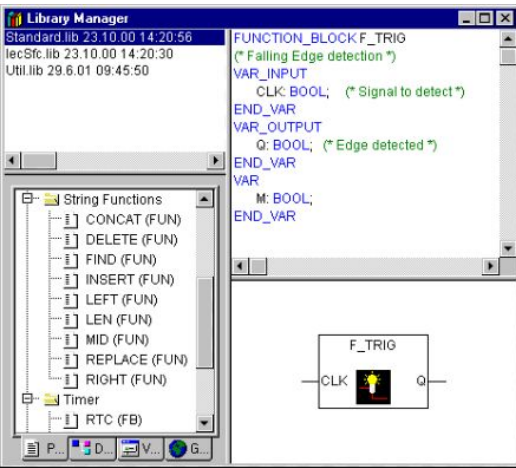 Library Manager
Standard.lib 23.10.00 14:20:56
IecSfc.lib 23.10.00 14:20:30
Util.lib 29.6.01 09:45:50
FUNCTION_BLOCK F_TRIG
(* Falling Edge detection *)
VAR_INPUT
CLK: BOOL; (* Signal to detect *)
END_VAR
VAR_OUTPUT
Q: BOOL; (* Edge detected *)
END_VAR
VAR
M: BOOL;
END_VAR
String Functions
CONCAT (FUN)
DELETE (FUN)
FIND (FUN)
INSERT (FUN)
LEFT (FUN)
LEN (FUN)
MID (FUN)
REPLACE (FUN)
RIGHT (FUN)
Timer
RTC (FB)
P... D... V... G...
F_TRIG
CLK Q